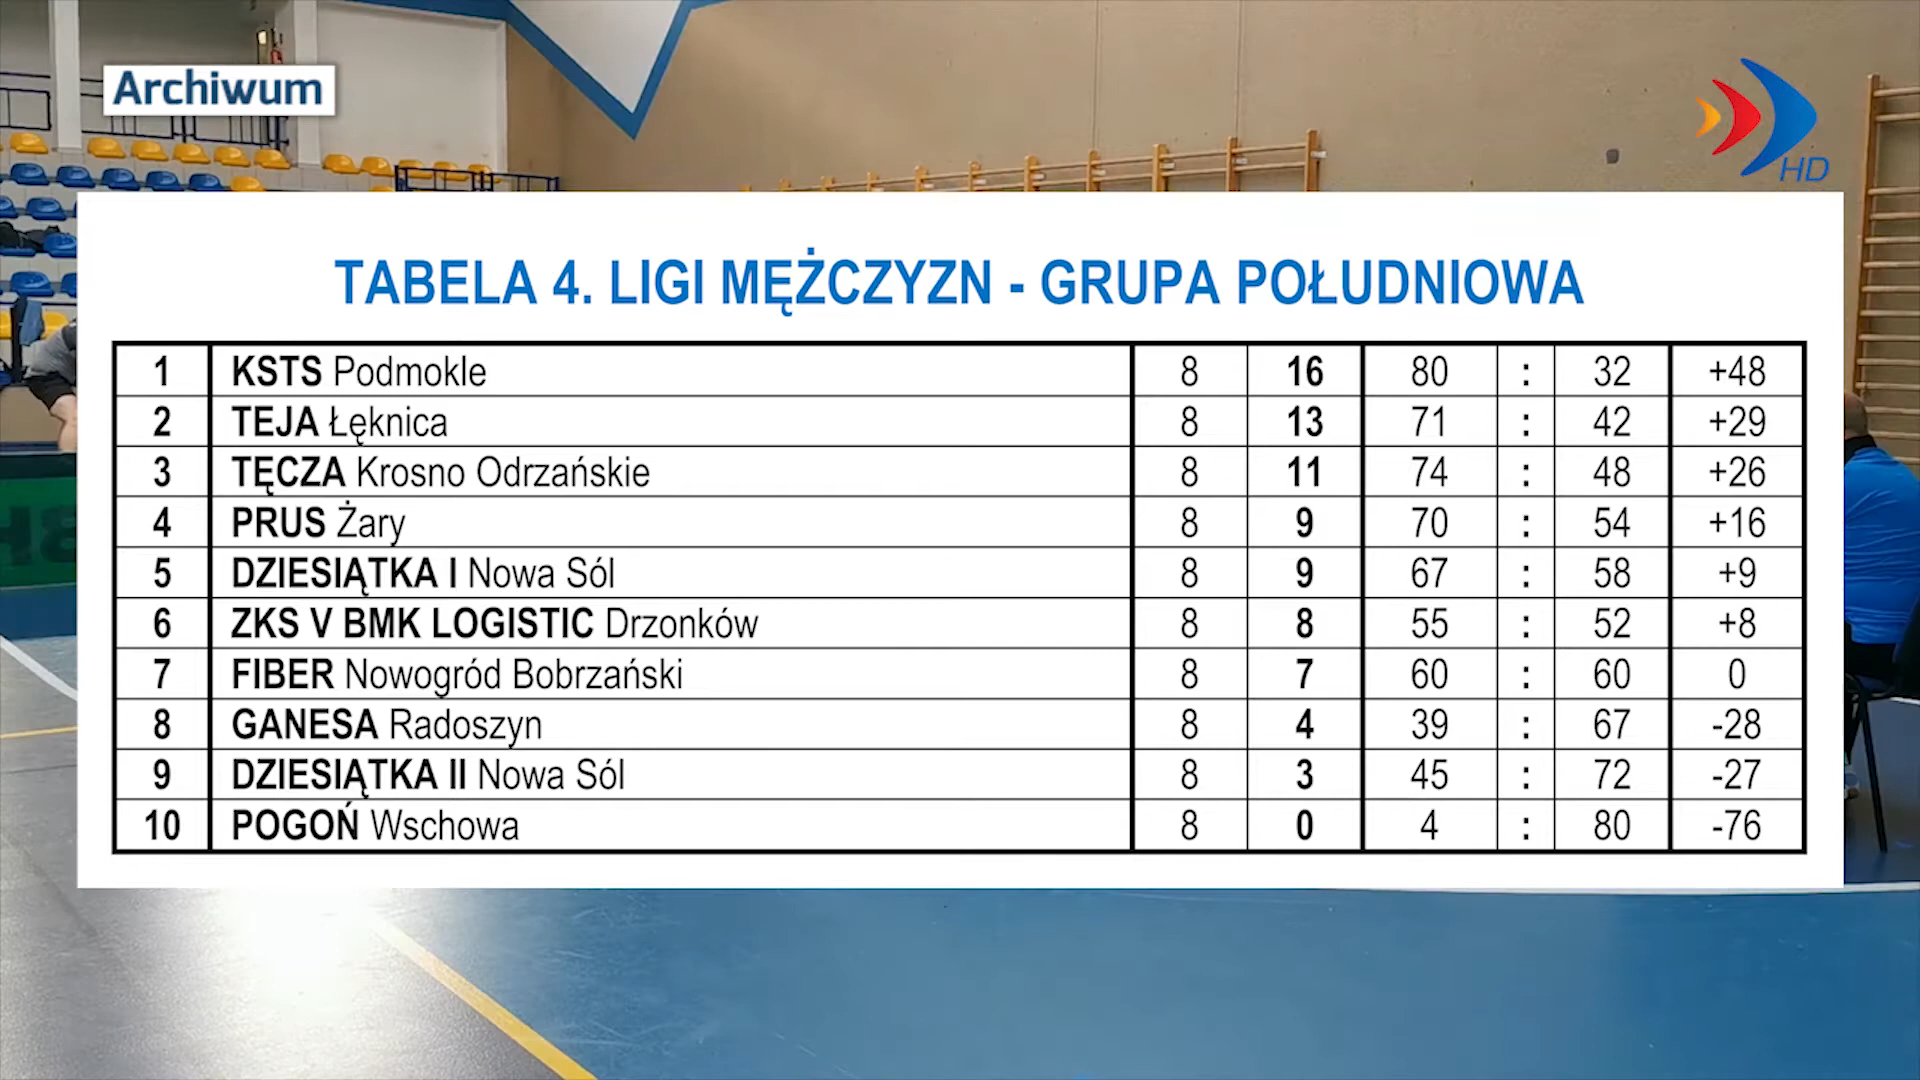 Archiwum
HD
TABELA 4. LIGI MĘŻCZYZN - GRUPA POŁUDNIOWA
1 KSTS Podmokle 8 16 80 : 32 +48
2 TEJA Łęknica 8 13 71 : 42 +29
3 TĘCZA Krosno Odrzańskie 8 11 74 : 48 +26
4 PRUS Żary 8 9 70 : 54 +16
5 DZIESIĄTKA I Nowa Sól 8 9 67 : 58 +9
6 ZKS V BMK LOGISTIC Drzonków 8 8 55 : 52 +8
7 FIBER Nowogród Bobrzański 8 7 60 : 60 0
8 GANESA Radoszyn 8 4 39 : 67 -28
9 DZIESIĄTKA II Nowa Sól 8 3 45 : 72 -27
10 POGOŃ Wschowa 8 0 4 : 80 -76